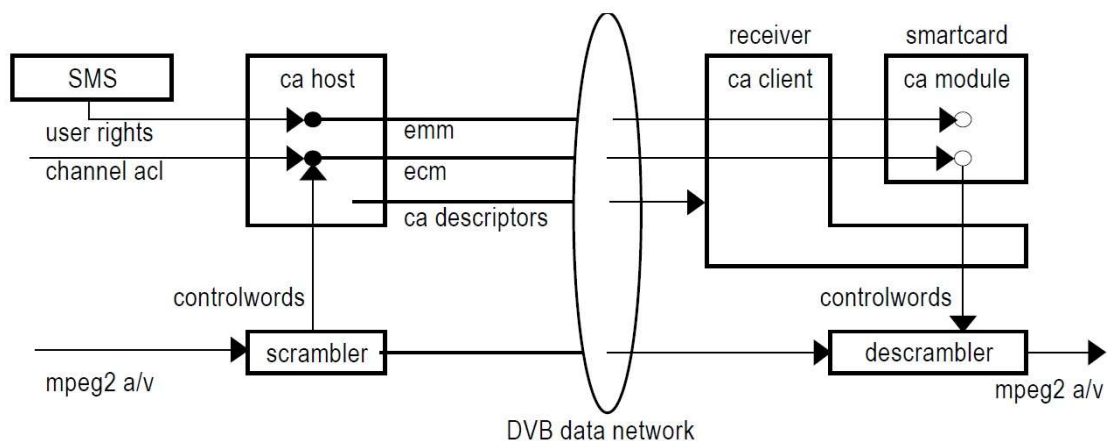 receiver
smartcard
SMS
ca host
ca client
ca module
user rights
emm
channel acl
ecm
ca descriptors
controlwords
controlwords
scrambler
descrambler
mpeg2 a/v
mpeg2 a/v
DVB data network